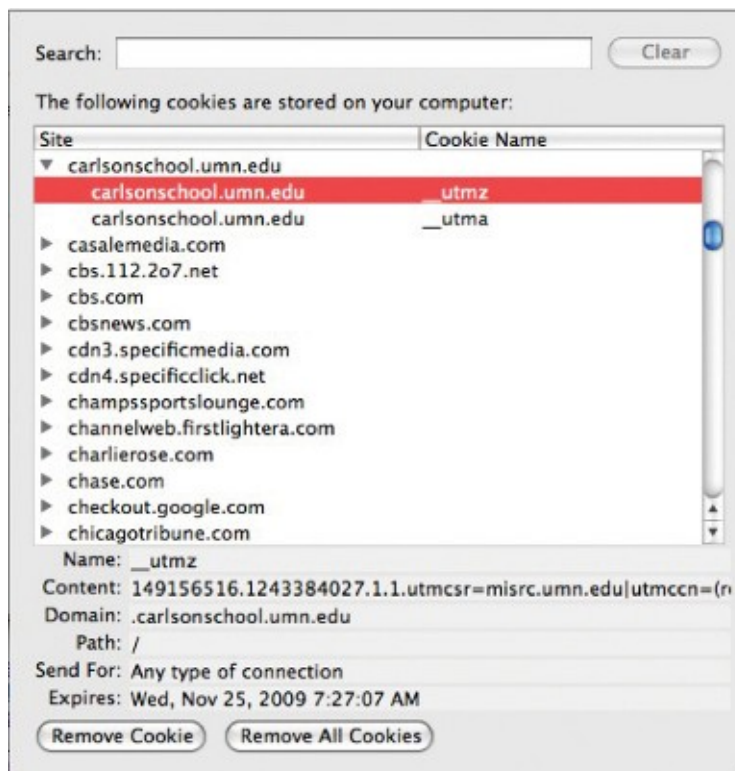 Search: Clear
The following cookies are stored on your computer:
Site Cookie Name
carlsonschool.umn.edu
carlsonschool.umn.edu __utmz
carlsonschool.umn.edu __utma
casalemedia.com
cbs.112.2o7.net
cbs.com
cbsnews.com
cdn3.specificmedia.com
cdn4.specificclick.net
champssportslounge.com
channelweb.firstlightera.com
charlierose.com
chase.com
checkout.google.com
chicagotribune.com
Name: __utmz
Content: 149156516.1243384027.1.1.utmcsr=misrc.umn.edu|utmccn=(r
Domain: .carlsonschool.umn.edu
Path: /
Send For: Any type of connection
Expires: Wed, Nov 25, 2009 7:27:07 AM
Remove Cookie Remove All Cookies